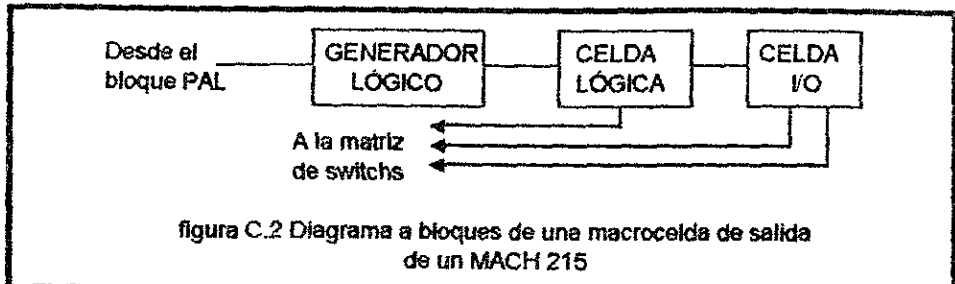 Desde el
bloque PAL
GENERADOR
LÓGICO
CELDA
LÓGICA
CELDA
I/O
A la matriz
de switchs
figura C.2 Diagrama a bloques de una macrocelda de salida
de un MACH 215